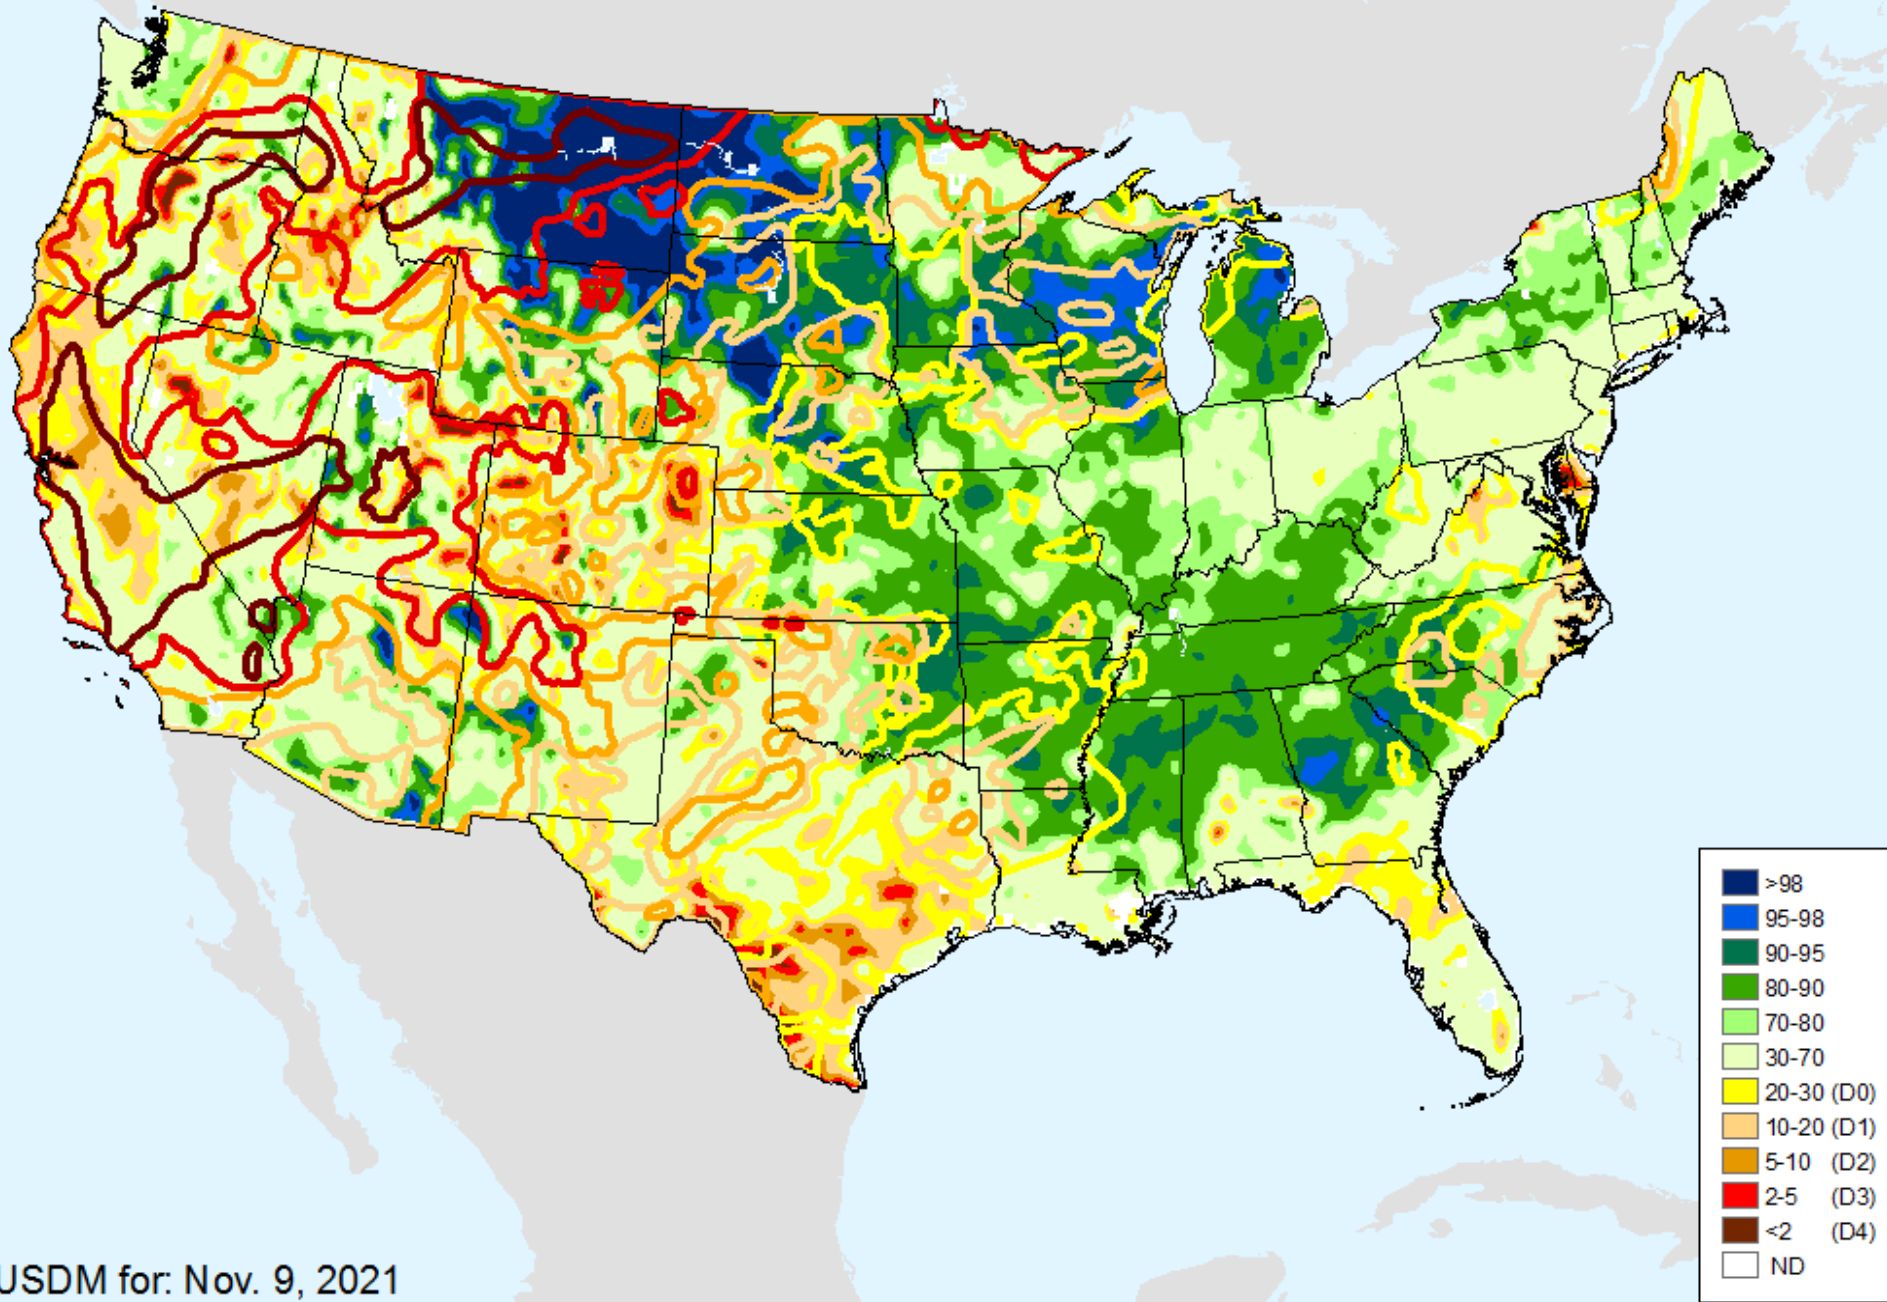 >98
95-98
90-95
80-90
70-80
30-70
20-30 (D0)
10-20 (D1)
5-10 (D2)
2-5 (D3)
<2 (D4)
ND
USDM for: Nov. 9, 2021